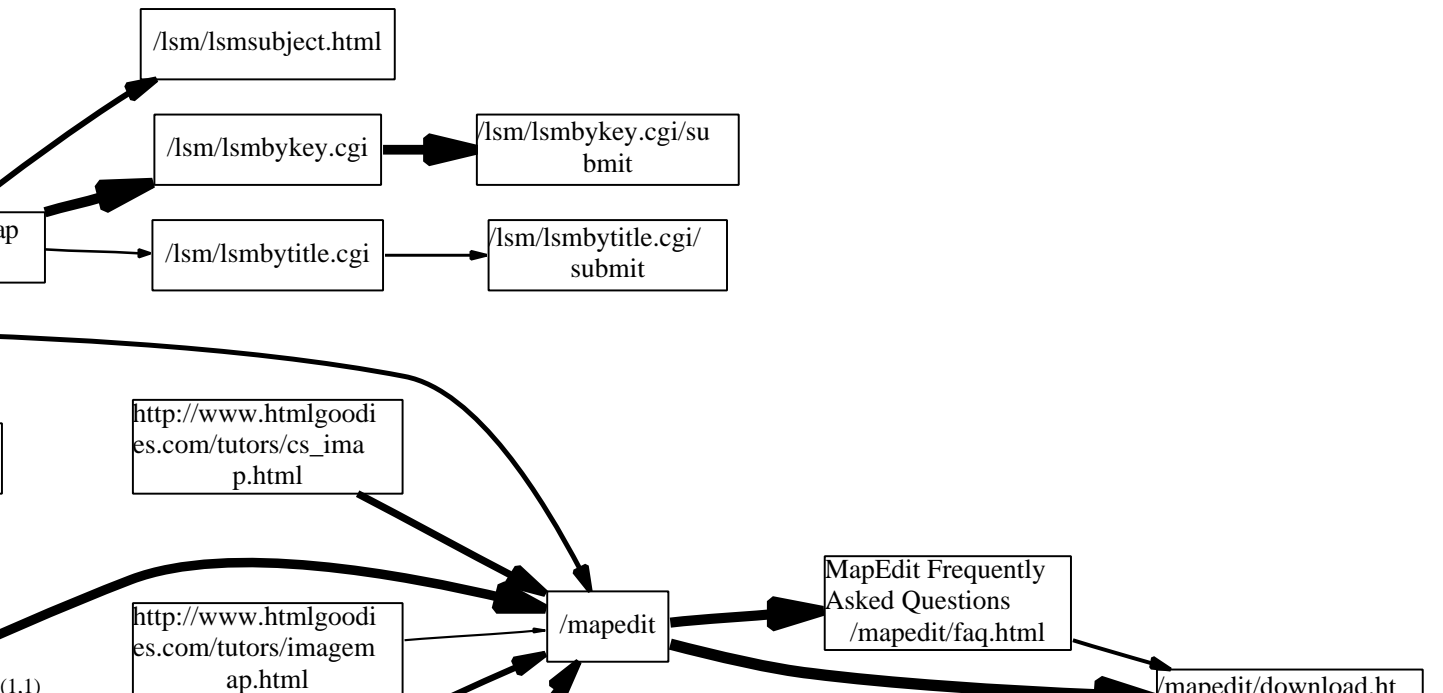 /lsm/lsmsubject.html
/lsm/lsmbykey.cgi
/lsm/lsmbykey.cgi/su
bmit
ap
/lsm/lsmbytitle.cgi
/lsm/lsmbytitle.cgi/
submit
http://www.htmlgoodi
es.com/tutors/cs_ima
p.html
MapEdit Frequently
Asked Questions
/mapedit/faq.html
/mapedit
http://www.htmlgoodi
es.com/tutors/imagem
ap.html
(1,1)
/mapedit/download.ht